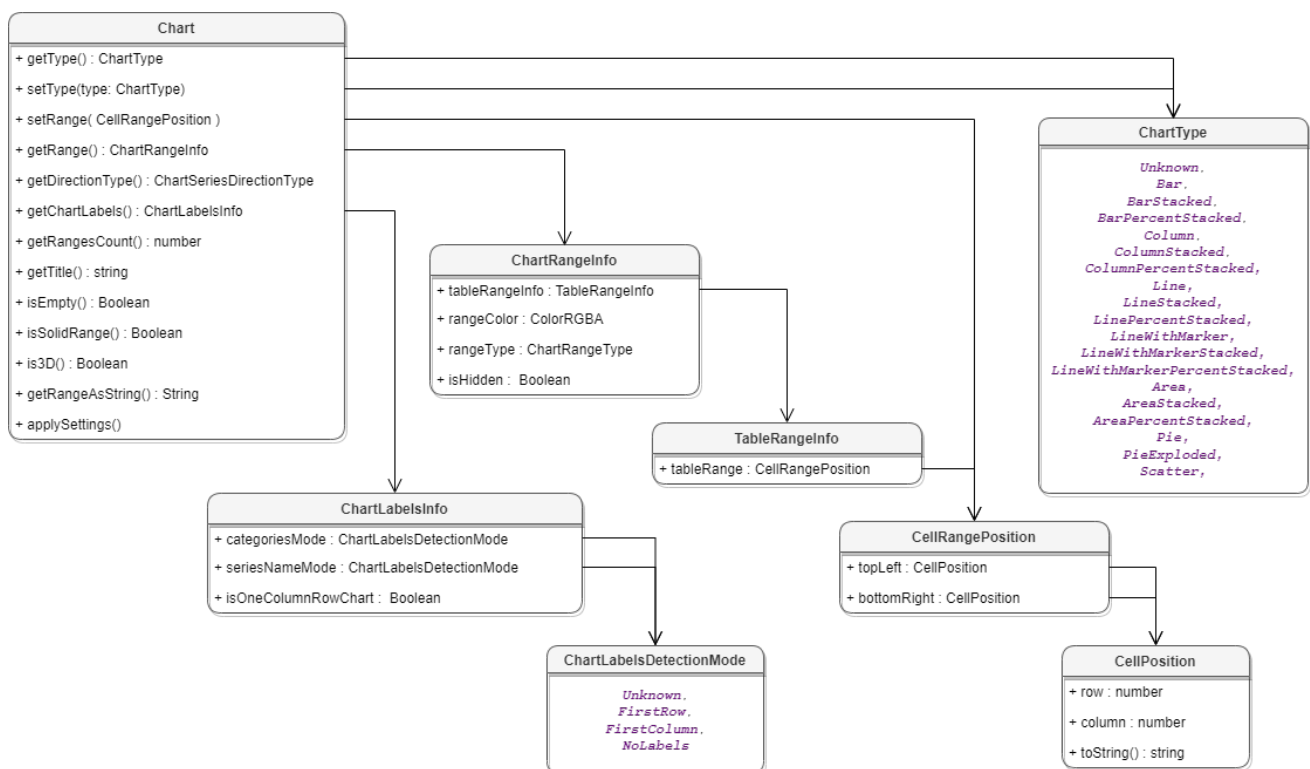 Chart
+ getType() : ChartType
+ setType(type: ChartType)
+ setRange( CellRangePosition )
+ getRange() : ChartRangeInfo
+ getDirectionType() : ChartSeriesDirectionType
+ getChartLabels() : ChartLabelsInfo
+ getRangesCount() : number
+ getTitle() : string
+ isEmpty() : Boolean
+ isSolidRange() : Boolean
+ is3D() : Boolean
+ getRangeAsString() : String
+ applySettings()
ChartType
Unknown,
Bar,
BarStacked,
BarPercentStacked,
Column,
ColumnStacked,
ColumnPercentStacked,
Line,
LineStacked,
LinePercentStacked,
LineWithMarker,
LineWithMarkerStacked,
LineWithMarkerPercentStacked,
Area,
AreaStacked,
AreaPercentStacked,
Pie,
PieExploded,
Scatter,
ChartRangeInfo
+ tableRangeInfo : TableRangeInfo
+ rangeColor : ColorRGBA
+ rangeType : ChartRangeType
+ isHidden : Boolean
TableRangeInfo
+ tableRange : CellRangePosition
ChartLabelsInfo
+ categoriesMode : ChartLabelsDetectionMode
+ seriesNameMode : ChartLabelsDetectionMode
+ isOneColumnRowChart : Boolean
CellRangePosition
+ topLeft : CellPosition
+ bottomRight : CellPosition
ChartLabelsDetectionMode
Unknown,
FirstRow,
FirstColumn,
NoLabels
CellPosition
+ row : number
+ column : number
+ toString() : string